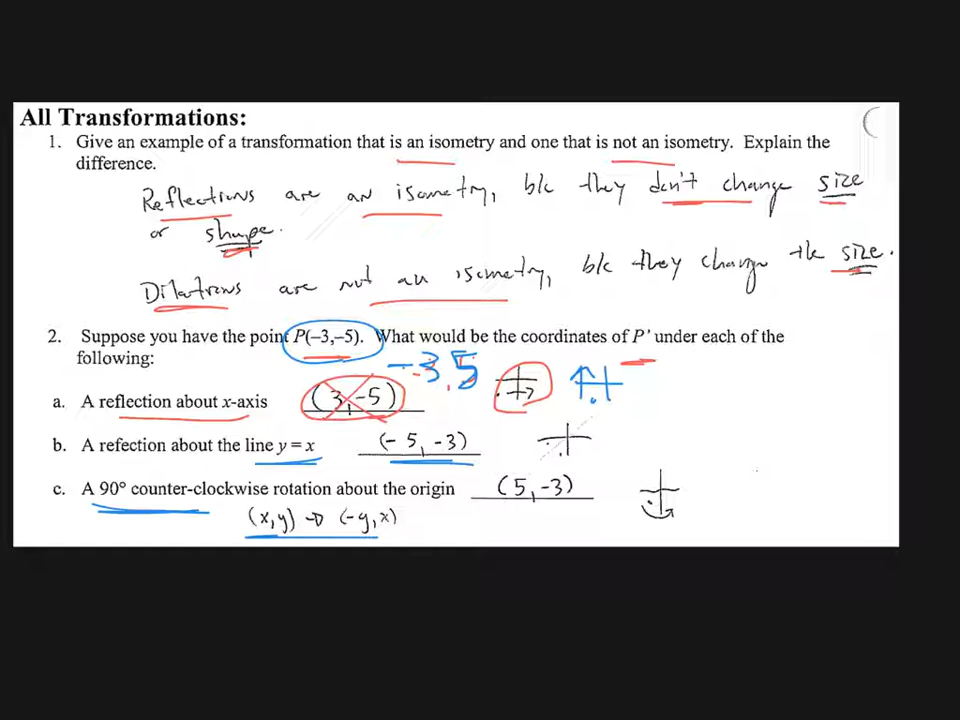 All Transformations:
1. Give an example of a transformation that is an isometry and one that is not an isometry. Explain the
difference.
Reflections are an isometry, b/c they don't change size
or shape.
Dilations are not an isometry, b/c they change the size.
2. Suppose you have the point P(–3,–5). What would be the coordinates of P' under each of the
following:
-3,5
a. A reflection about x-axis (3,-5)
b. A refection about the line y = x (-5,-3)
c. A 90° counter-clockwise rotation about the origin (5,-3)
(x,y) → (-y,x)